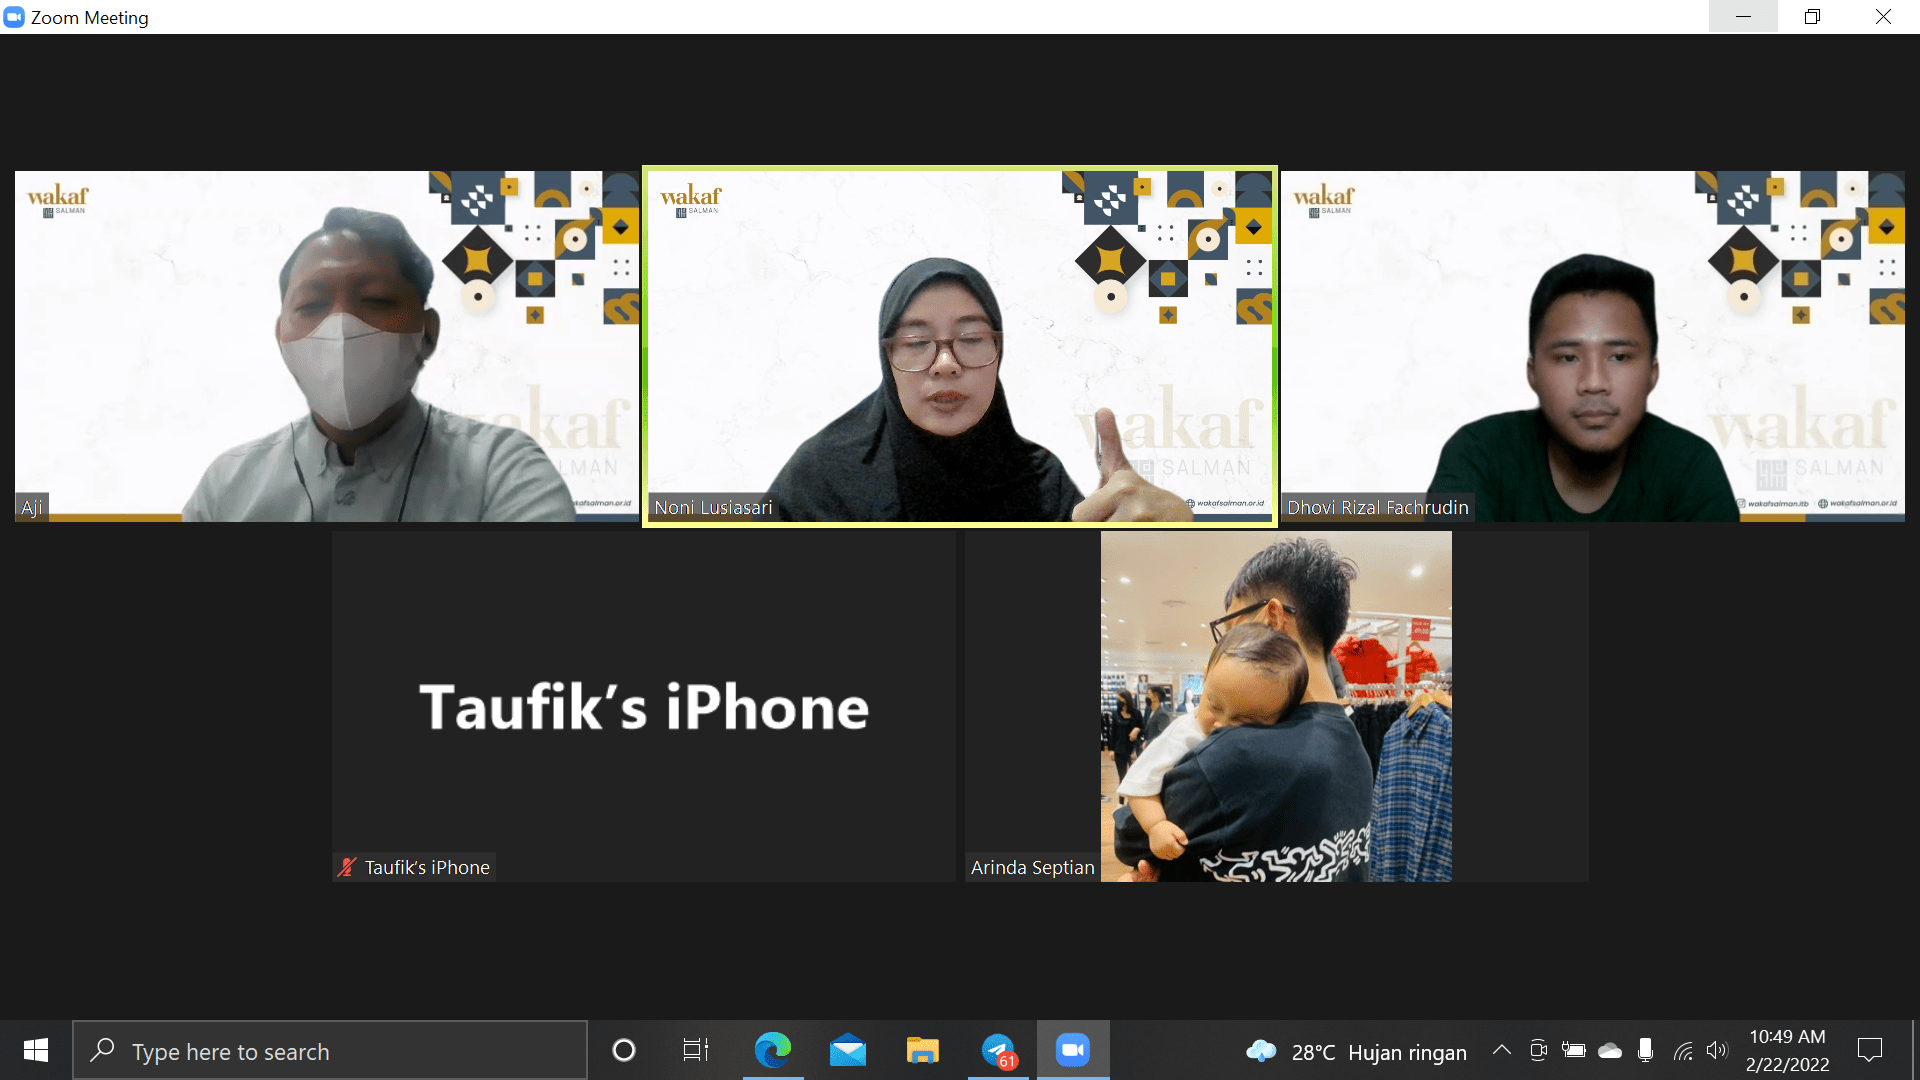 Zoom Meeting
wakaf
SALMAN
wakaf
SALMAN
Aji
wakafsalman.or.id
wakaf
SALMAN
wakaf
SALMAN
Noni Lusiasari
wakafsalman.or.id
wakaf
SALMAN
wakaf
SALMAN
Dhovi Rizal Fachrudin
wakafsalman.itb
wakafsalman.or.id
Taufik’s iPhone
Taufik’s iPhone
Arinda Septian
Type here to search
61
28°C Hujan ringan
10:49 AM
2/22/2022